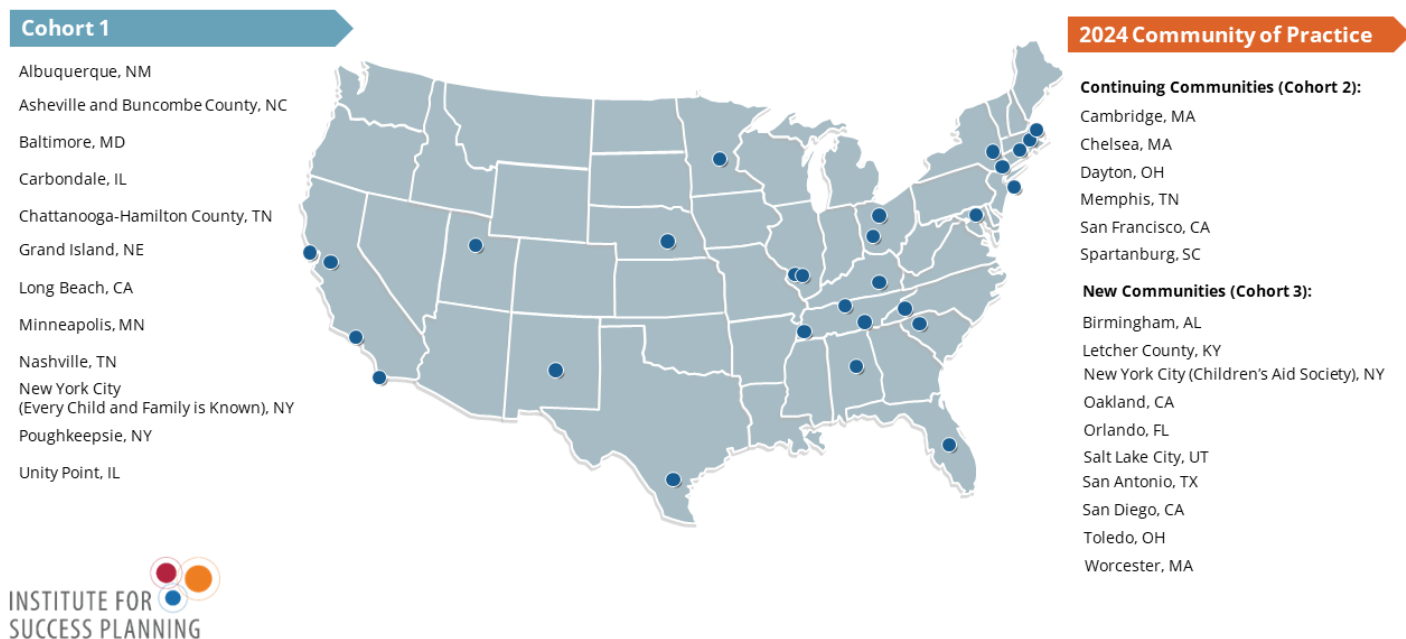 Cohort 1
Albuquerque, NM
Asheville and Buncombe County, NC
Baltimore, MD
Carbondale, IL
Chattanooga-Hamilton County, TN
Grand Island, NE
Long Beach, CA
Minneapolis, MN
Nashville, TN
New York City
(Every Child and Family is Known), NY
Poughkeepsie, NY
Unity Point, IL
INSTITUTE FOR
SUCCESS PLANNING
2024 Community of Practice
Continuing Communities (Cohort 2):
Cambridge, MA
Chelsea, MA
Dayton, OH
Memphis, TN
San Francisco, CA
Spartanburg, SC
New Communities (Cohort 3):
Birmingham, AL
Letcher County, KY
New York City (Children’s Aid Society), NY
Oakland, CA
Orlando, FL
Salt Lake City, UT
San Antonio, TX
San Diego, CA
Toledo, OH
Worcester, MA